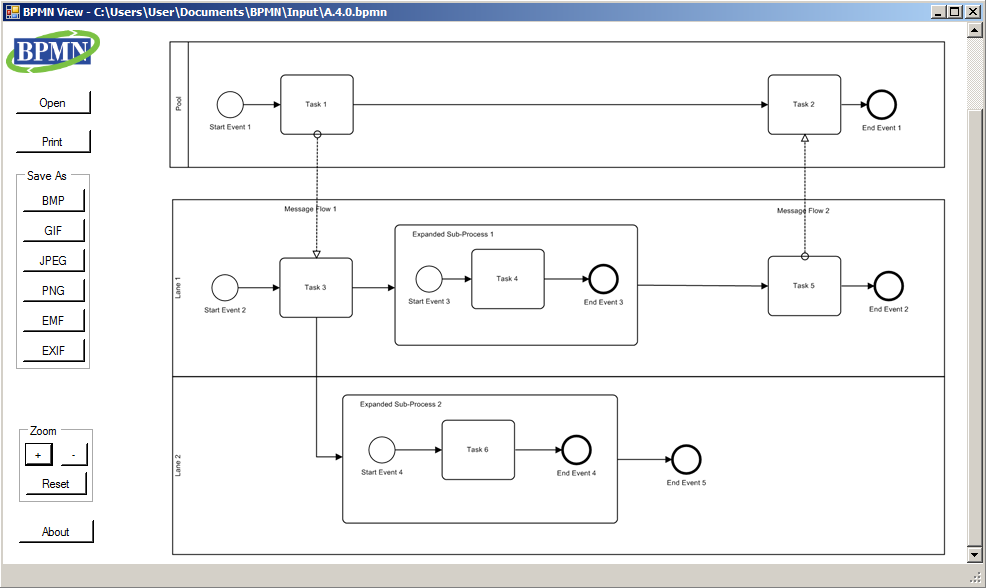 BPMN View - C:\Users\User\Documents\BPMN\Input\A.4.0.bpmn
BPMN
Open
Print
Save As
BMP
GIF
JPEG
PNG
EMF
EXIF
Zoom
+
-
Reset
About
Pool
Start Event 1
Task 1
Task 2
End Event 1
Message Flow 1
Message Flow 2
Lane 1
Start Event 2
Task 3
Expanded Sub-Process 1
Start Event 3
Task 4
End Event 3
Task 5
End Event 2
Lane 2
Expanded Sub-Process 2
Start Event 4
Task 6
End Event 4
End Event 5